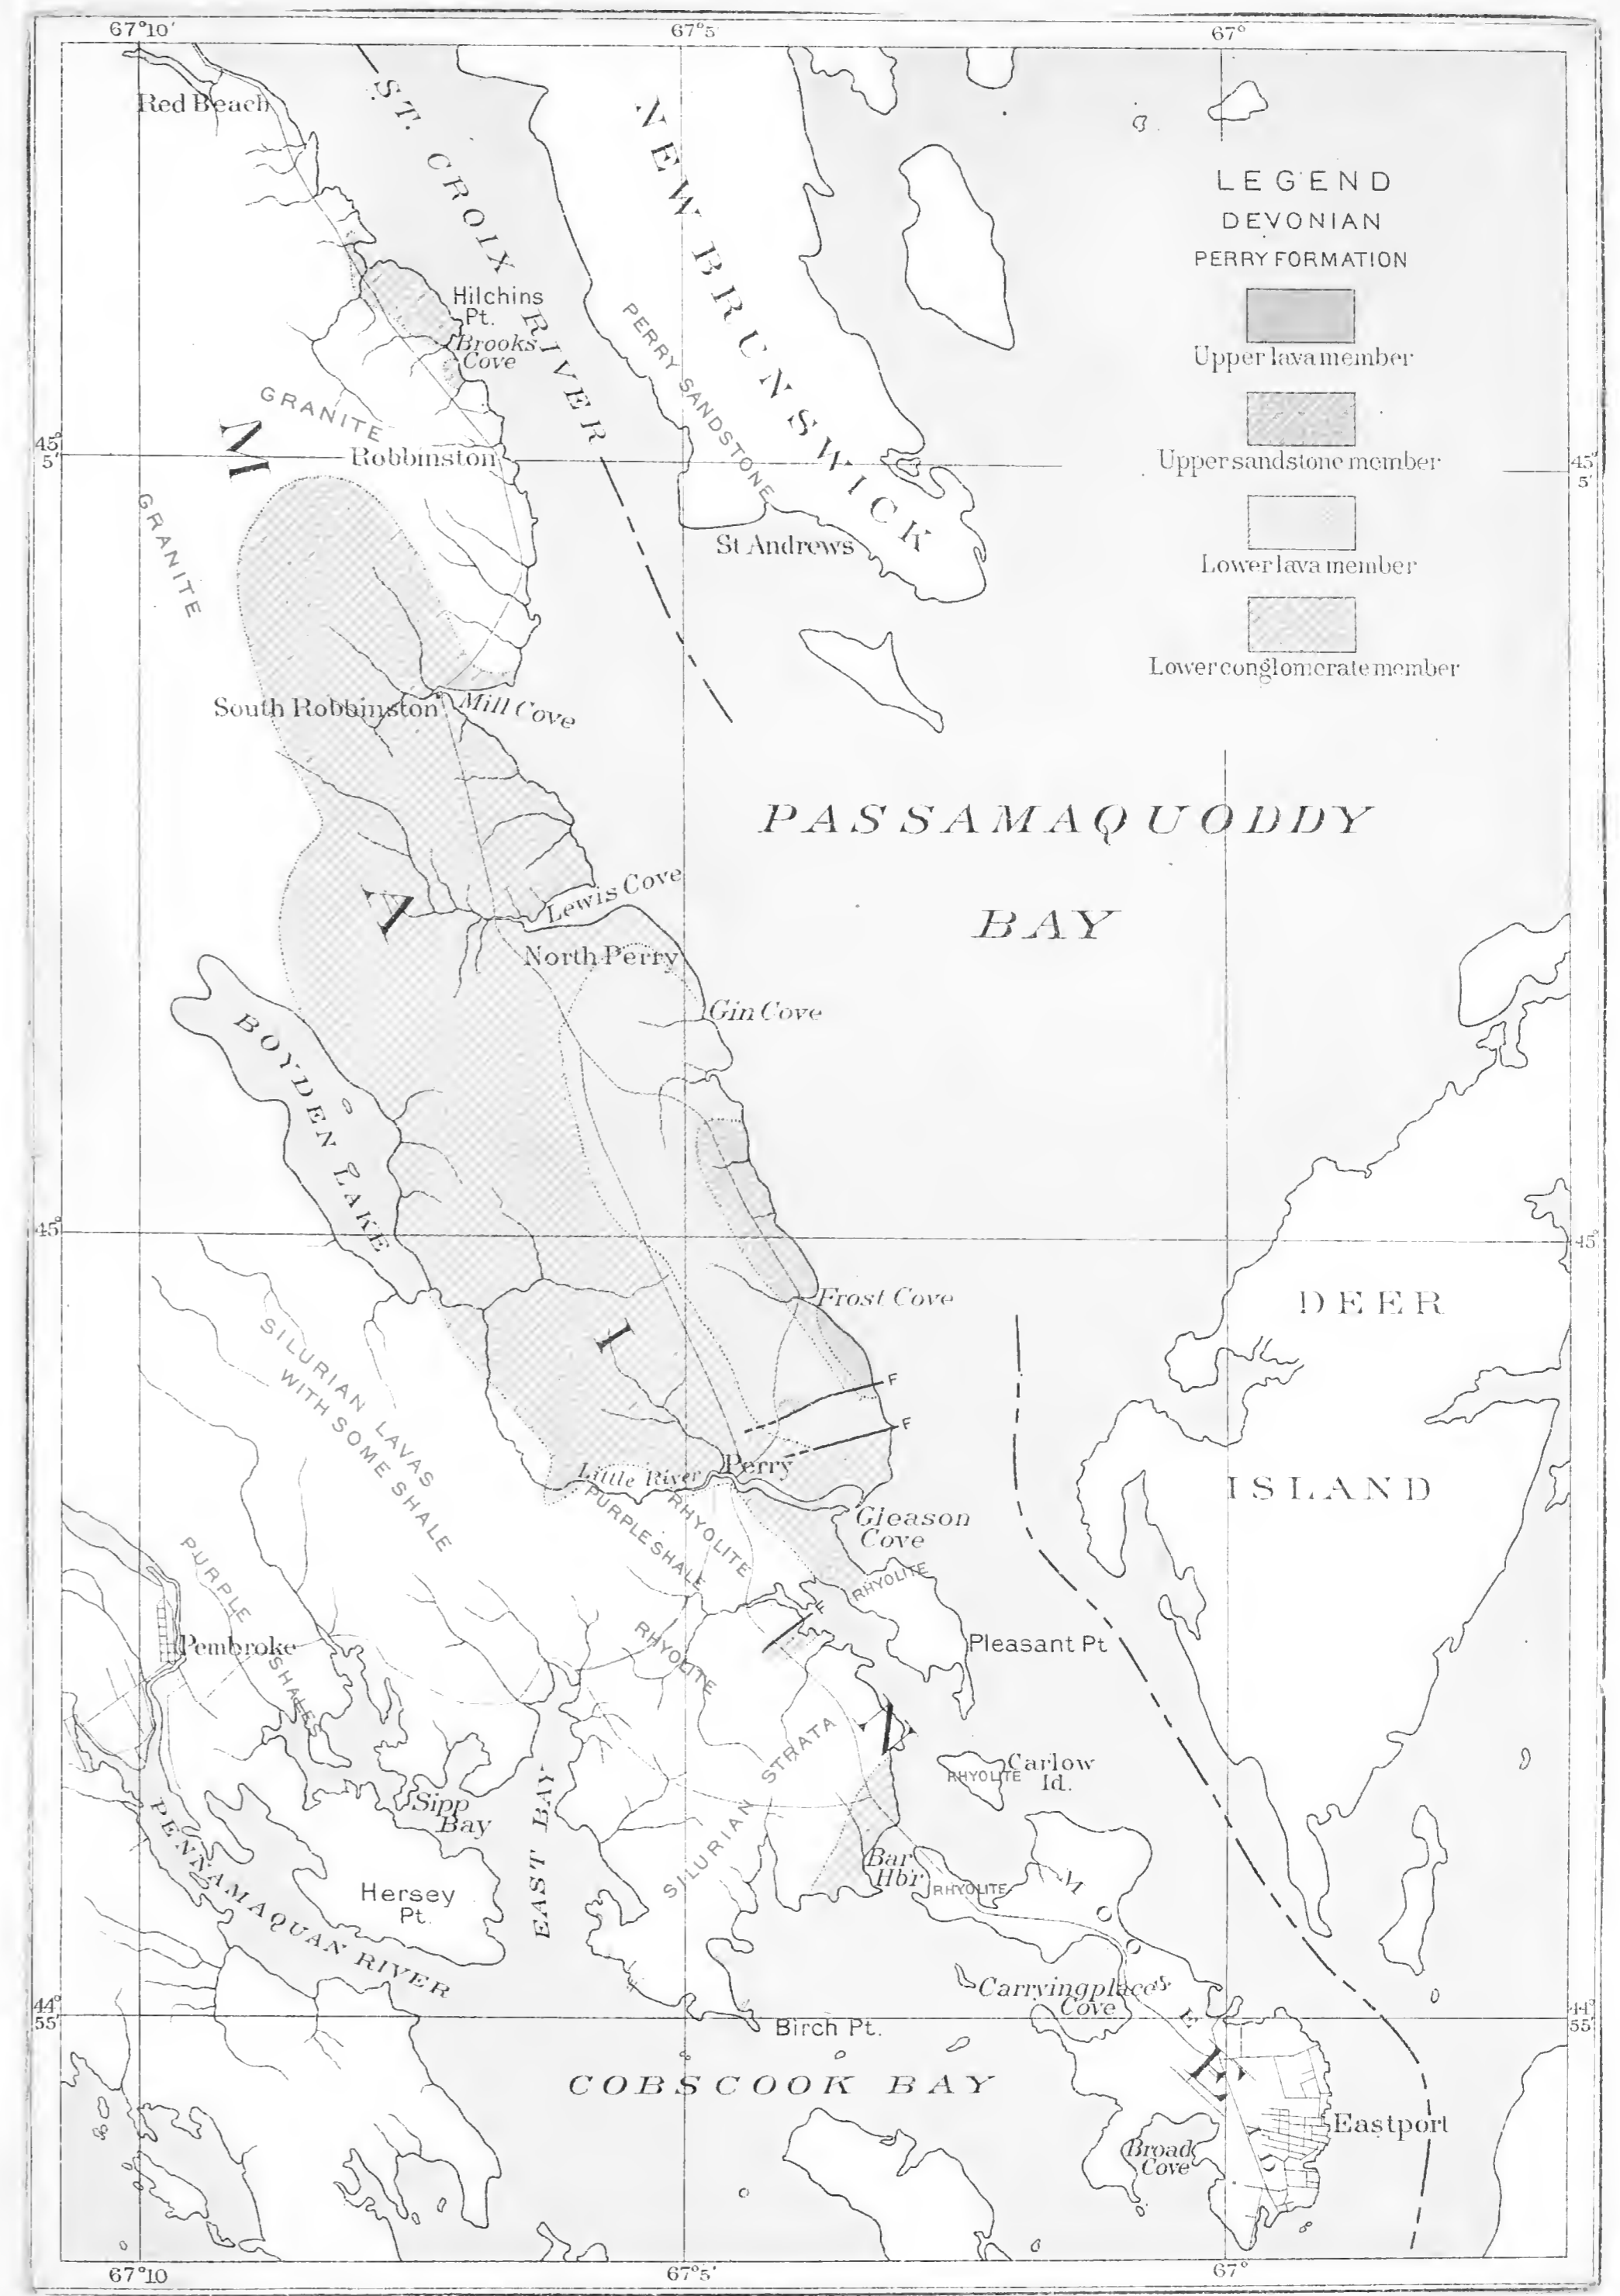 67°10'
67°5'
67°
Red Beach
ST. CROIX RIVER
NEW BRUNSWICK
LEGEND
DEVONIAN
PERRY FORMATION
Upper lava member
Upper sandstone member
Lower lava member
Lower conglomerate member
Hilchins
Pt.
Brooks
Cove
PERRY SANDSTONE
GRANITE
45°
5'
Robbinston
45°
5'
GRANITE
St Andrews
South Robbinston
Mill Cove
PASSAMAQUODDY
BAY
Lewis Cove
North Perry
Gin Cove
BOYDEN LAKE
45°
45°
Frost Cove
DEER
ISLAND
SILURIAN LAVAS
WITH SOME SHALE
F
F
Perry
Little River
PURPLE SHALE
RHYOLITE
Gleason
Cove
RHYOLITE
F
PURPLE SHALES
Pembroke
RHYOLITE
Pleasant Pt
SILURIAN STRATA
Carlow
Id.
RHYOLITE
Sipp
Bay
EAST BAY
Bar
Hbr
RHYOLITE
Hersey
Pt.
PENNAMAQUAN RIVER
MAINE
MOOSE I
Carryingplace
Cove
44°
55'
44°
55'
Birch Pt.
COBSCOOK BAY
Eastport
Broad
Cove
67°10
67°5'
67°